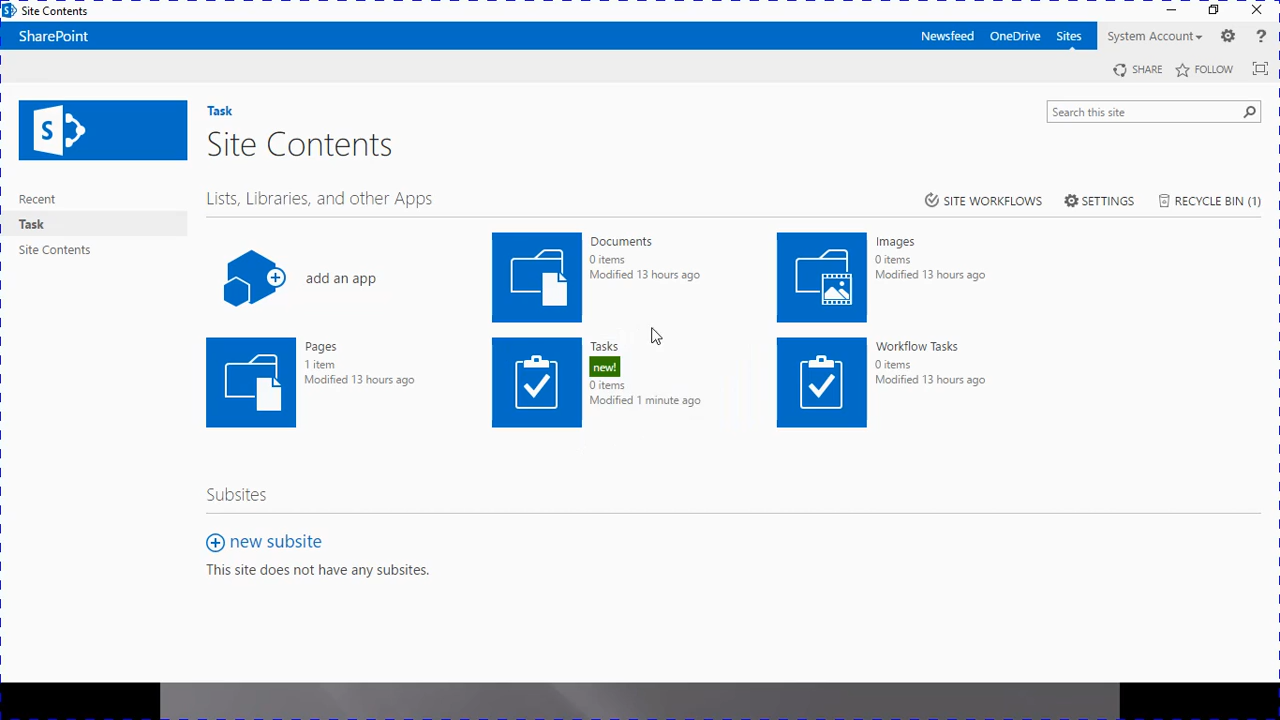 Site Contents
SharePoint
Newsfeed OneDrive Sites System Account ?
SHARE FOLLOW
S
Task
Search this site
Site Contents
Recent
Lists, Libraries, and other Apps
SITE WORKFLOWS SETTINGS RECYCLE BIN (1)
Task
Site Contents
add an app
Documents
0 items
Modified 13 hours ago
Images
0 items
Modified 13 hours ago
Pages
1 item
Modified 13 hours ago
Tasks
new!
0 items
Modified 1 minute ago
Workflow Tasks
0 items
Modified 13 hours ago
Subsites
new subsite
This site does not have any subsites.